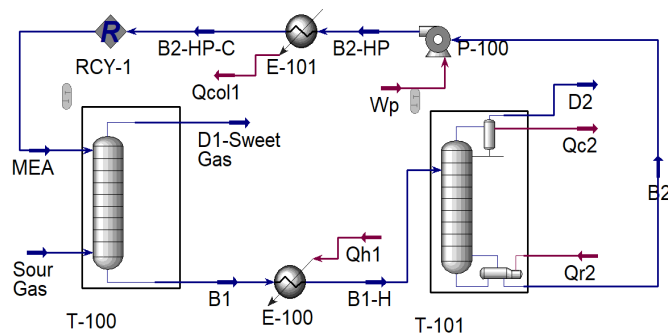 R
B2-HP-C
B2-HP
P-100
RCY-1
E-101
Qcol1
Wp
D2
D1-Sweet
Gas
Qc2
MEA
B2
Qh1
Sour
Gas
Qr2
B1
B1-H
E-100
T-100
T-101